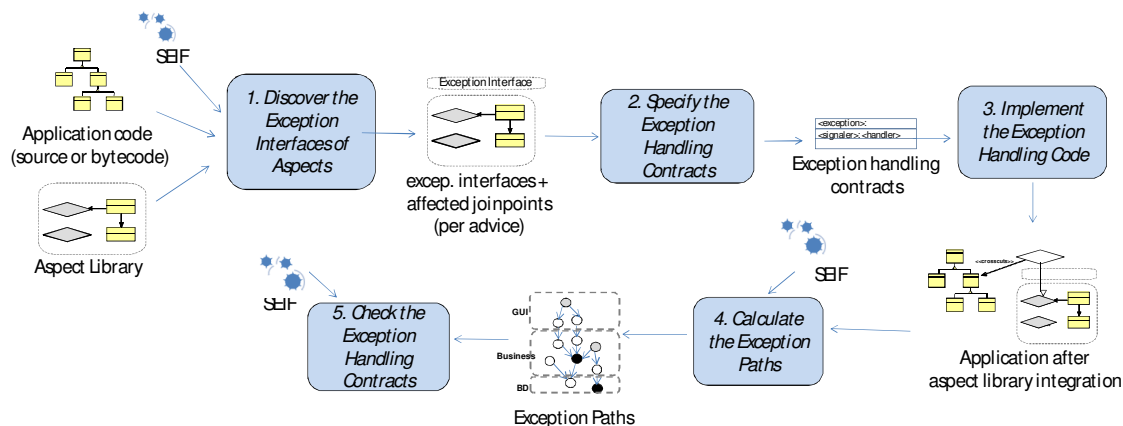 SEIF
Application code
(source or bytecode)
Aspect Library
1. Discover the
Exception
Interfaces of
Aspects
Exception Interface
excep. interfaces +
affected joinpoints
(per advice)
2. Specify the
Exception
Handling
Contracts
<exception>:
<signaler>: <handler>
Exception handling
contracts
3. Implement
the Exception
Handling Code
<<crosscuts>>
Application after
aspect library integration
SEIF
4. Calculate
the Exception
Paths
GUI
Business
BD
Exception Paths
SEIF
5. Check the
Exception
Handling
Contracts